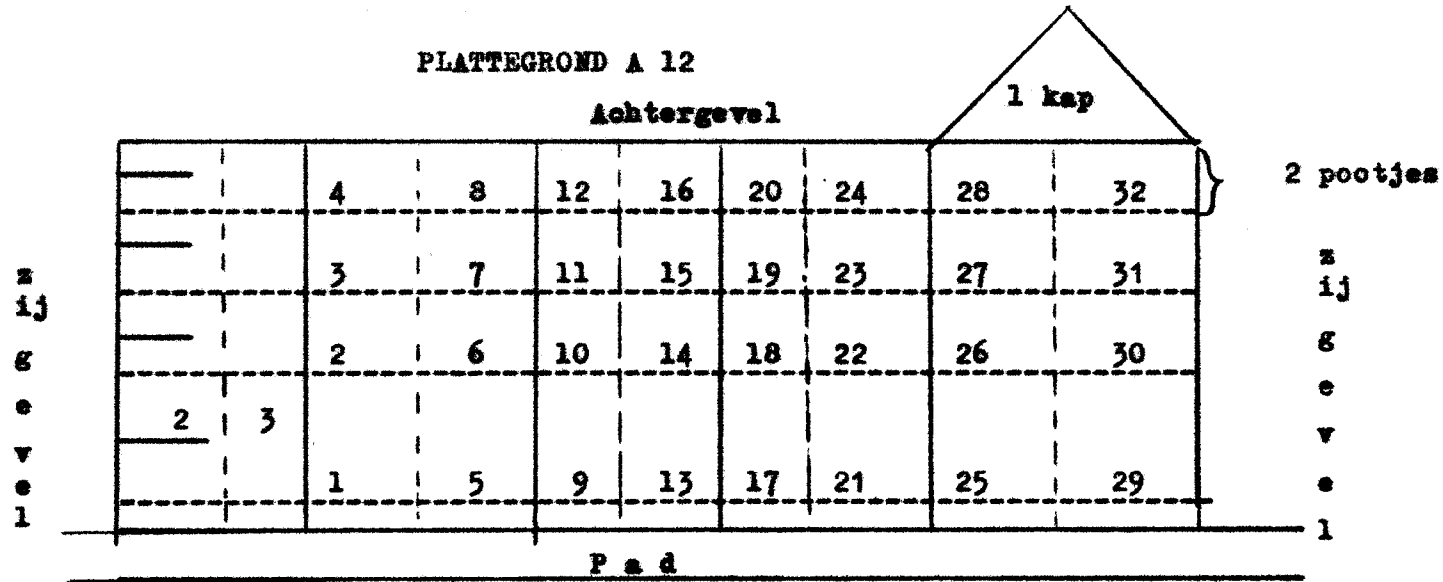 PLATTEGROND A 12
Achtergevel
1 kap
2 pootjes
4 8 12 16 20 24 28 32
3 7 11 15 19 23 27 31
2 6 10 14 18 22 26 30
2 3
1 5 9 13 17 21 25 29
zijgevel
zijgevel
Pad